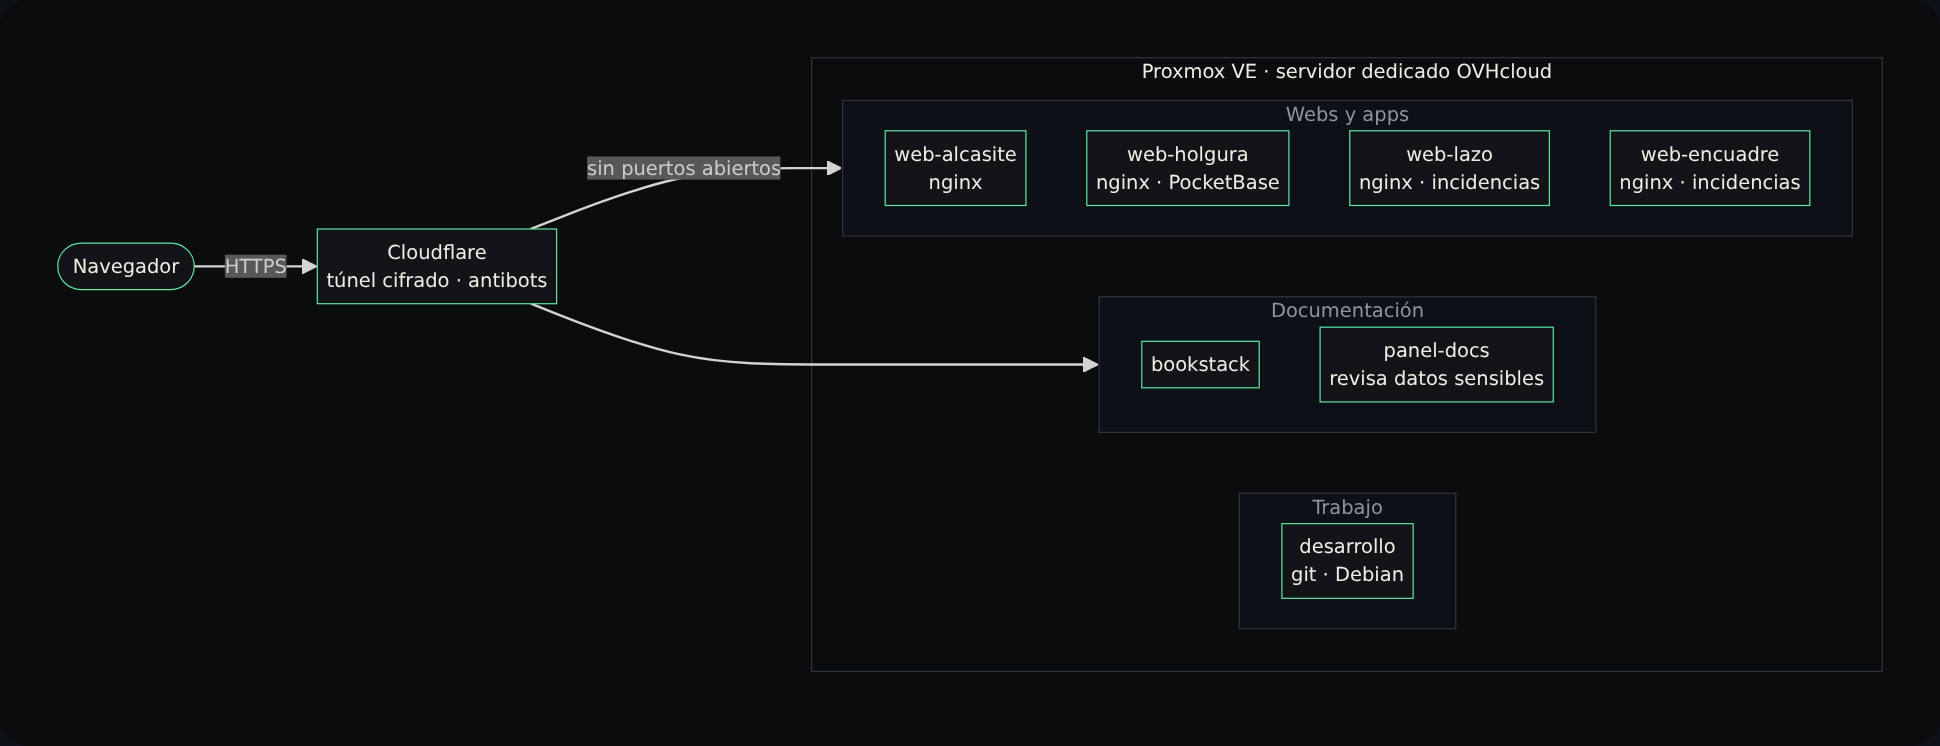 Proxmox VE · servidor dedicado OVHcloud
Webs y apps
web-alcasite
nginx
web-holgura
nginx · PocketBase
web-lazo
nginx · incidencias
web-encuadre
nginx · incidencias
sin puertos abiertos
Navegador
HTTPS
Cloudflare
túnel cifrado · antibots
Documentación
bookstack
panel-docs
revisa datos sensibles
Trabajo
desarrollo
git · Debian